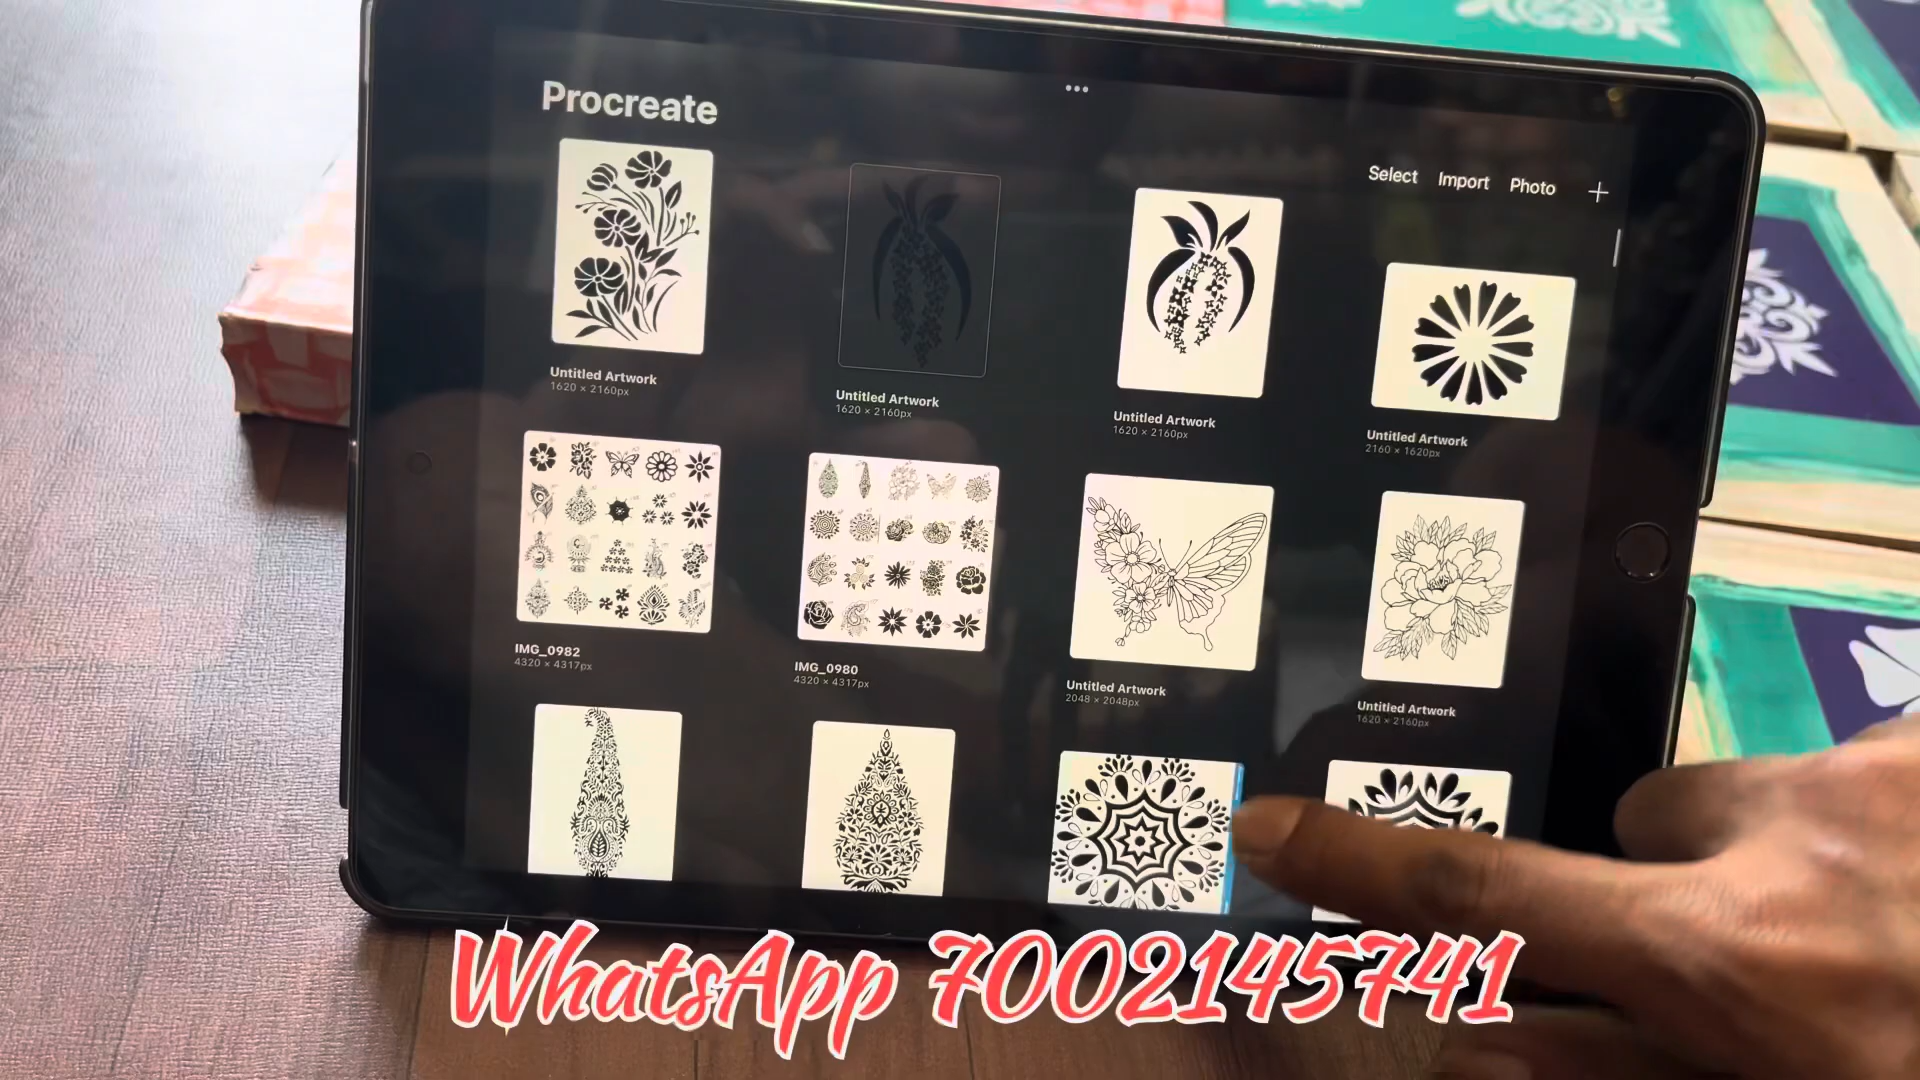 Procreate
Select Import Photo +
Untitled Artwork
1620 × 2160px
Untitled Artwork
1620 × 2160px
Untitled Artwork
1620 × 2160px
Untitled Artwork
2160 × 1620px
IMG_0982
4320 × 4317px
IMG_0980
4320 × 4317px
Untitled Artwork
2048 × 2048px
Untitled Artwork
1620 × 2160px
WhatsApp 7002145741